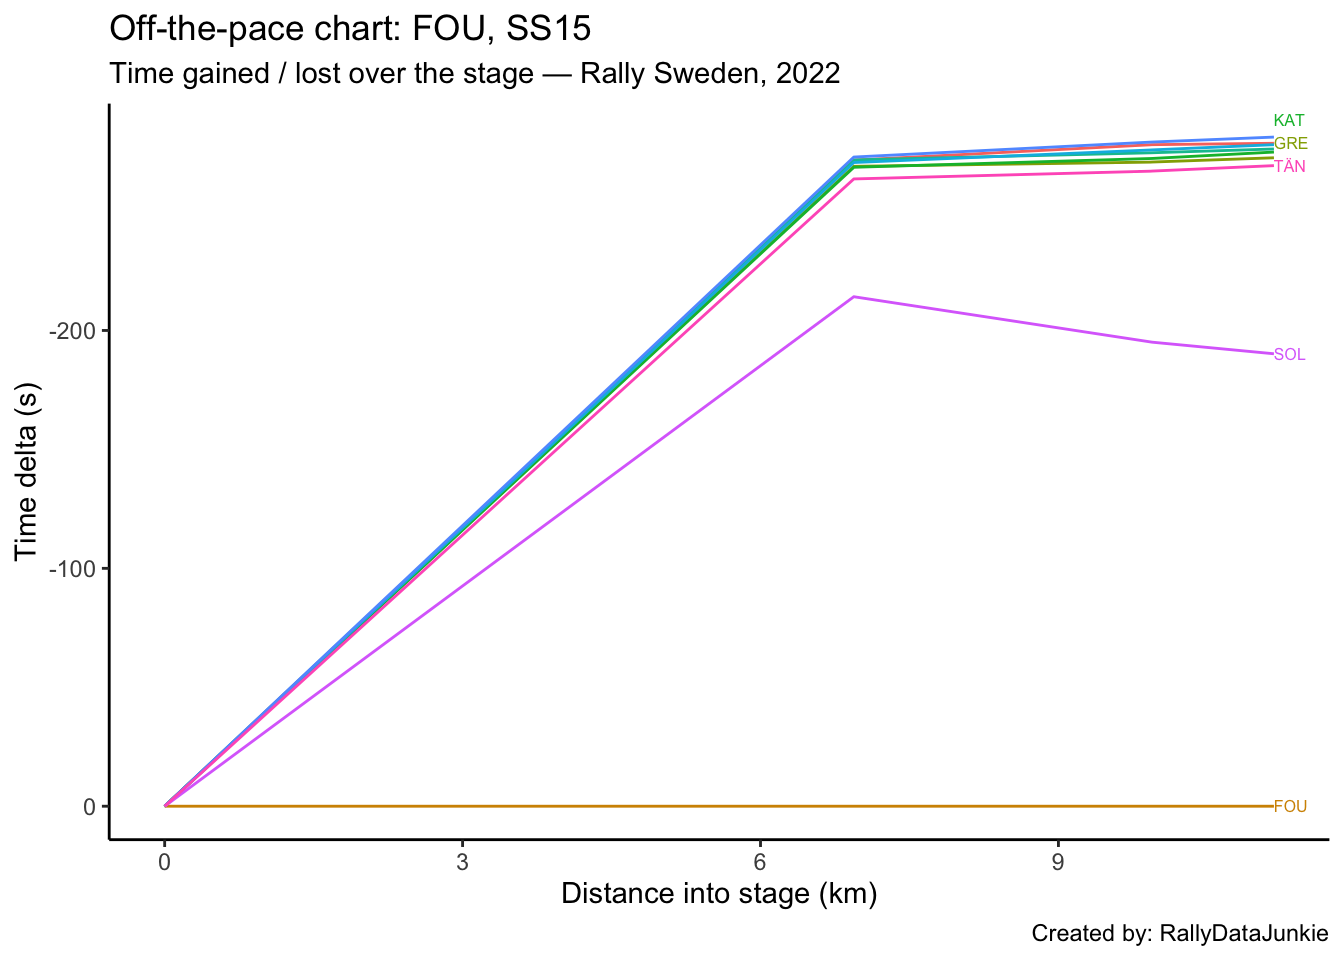 Off-the-pace chart: FOU, SS15
Time gained / lost over the stage — Rally Sweden, 2022
KAT
GRE
TÄN
-200
SOL
Time delta (s)
-100
0
FOU
0 3 6 9
Distance into stage (km)
Created by: RallyDataJunkie